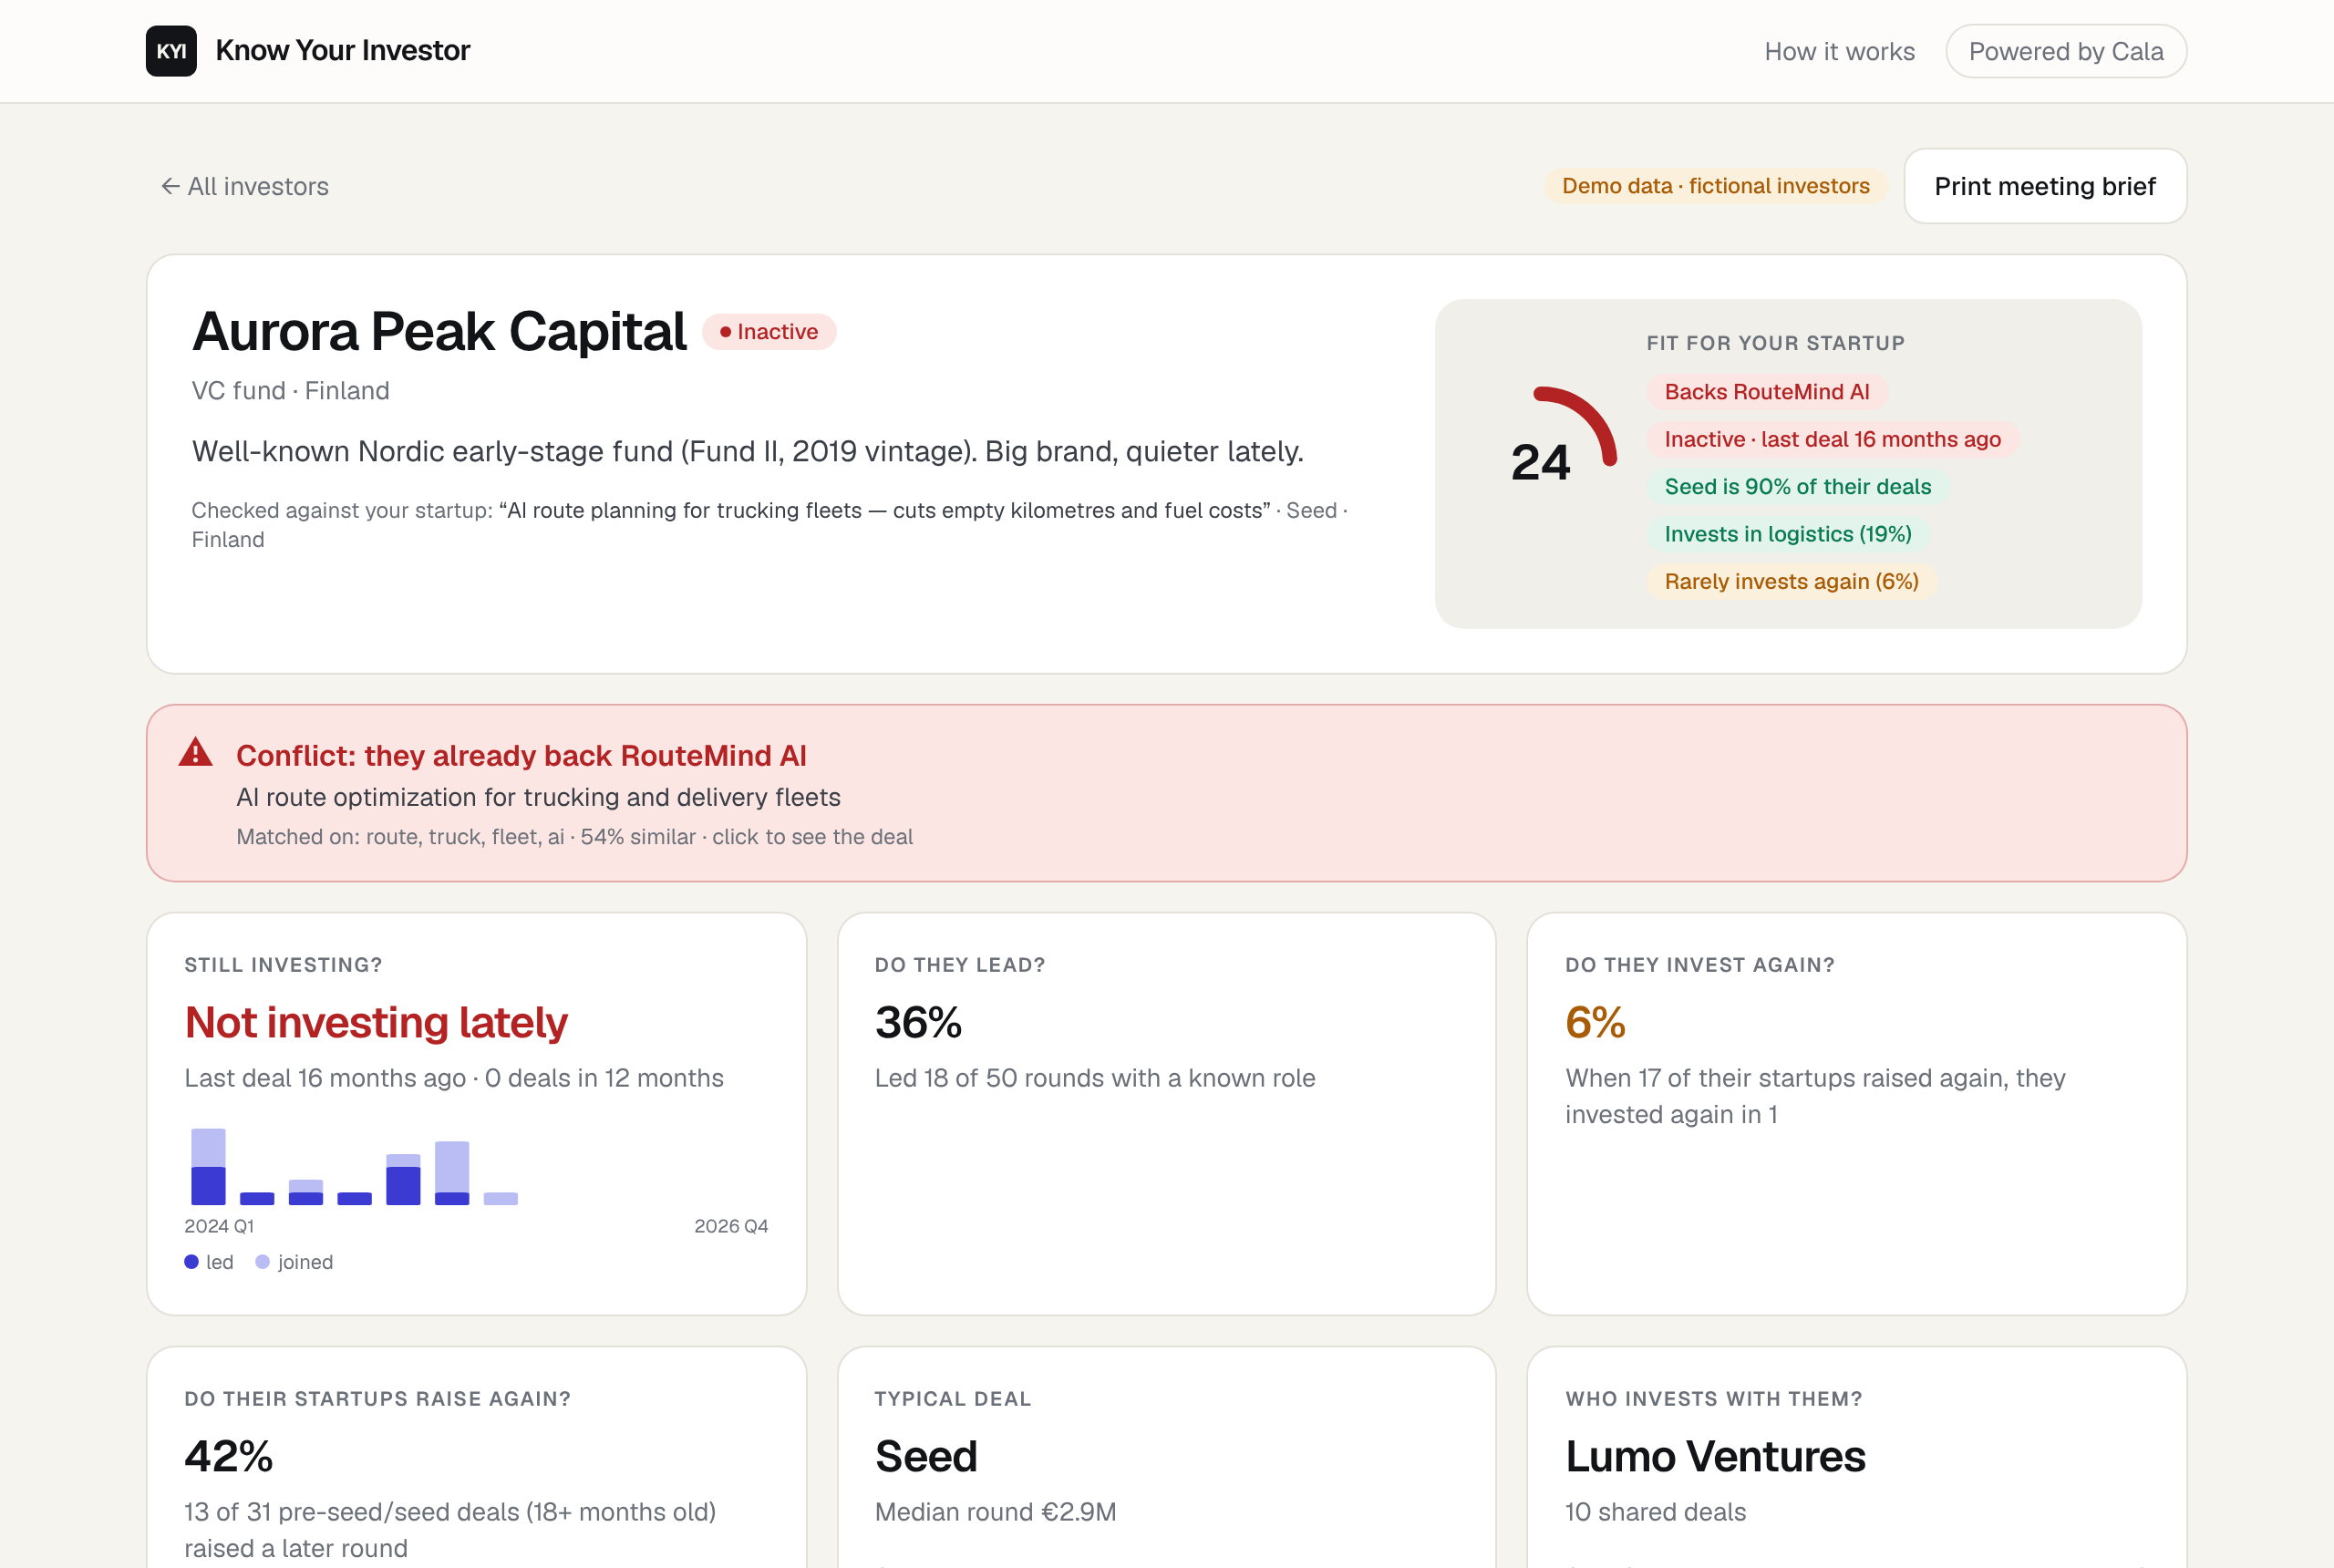 KYI
Know Your Investor
How it works
Powered by Cala
← All investors
Demo data · fictional investors
Print meeting brief
Aurora Peak Capital
Inactive
VC fund · Finland
Well-known Nordic early-stage fund (Fund II, 2019 vintage). Big brand, quieter lately.
Checked against your startup: “AI route planning for trucking fleets — cuts empty kilometres and fuel costs” · Seed ·
Finland
FIT FOR YOUR STARTUP
24
Backs RouteMind AI
Inactive · last deal 16 months ago
Seed is 90% of their deals
Invests in logistics (19%)
Rarely invests again (6%)
Conflict: they already back RouteMind AI
AI route optimization for trucking and delivery fleets
Matched on: route, truck, fleet, ai · 54% similar · click to see the deal
STILL INVESTING?
Not investing lately
Last deal 16 months ago · 0 deals in 12 months
2024 Q1
2026 Q4
led
joined
DO THEY LEAD?
36%
Led 18 of 50 rounds with a known role
DO THEY INVEST AGAIN?
6%
When 17 of their startups raised again, they
invested again in 1
DO THEIR STARTUPS RAISE AGAIN?
42%
13 of 31 pre-seed/seed deals (18+ months old)
raised a later round
TYPICAL DEAL
Seed
Median round €2.9M
WHO INVESTS WITH THEM?
Lumo Ventures
10 shared deals